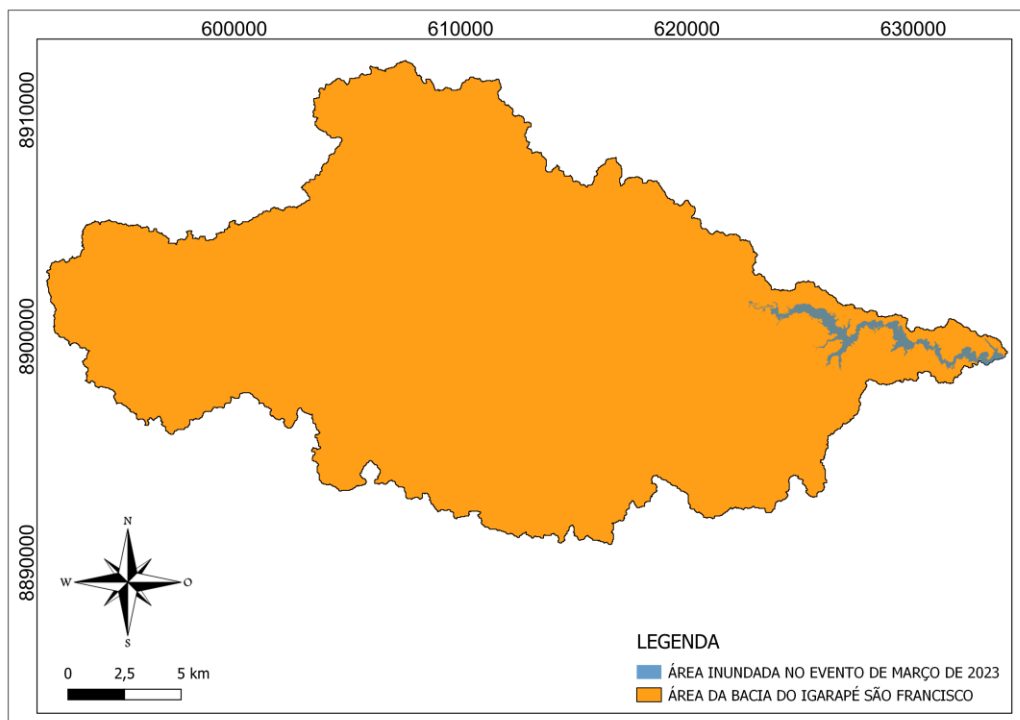 600000 610000 620000 630000
8910000
8900000
8890000
N
W O
S
0 2,5 5 km
LEGENDA
ÁREA INUNDADA NO EVENTO DE MARÇO DE 2023
ÁREA DA BACIA DO IGARAPÉ SÃO FRANCISCO